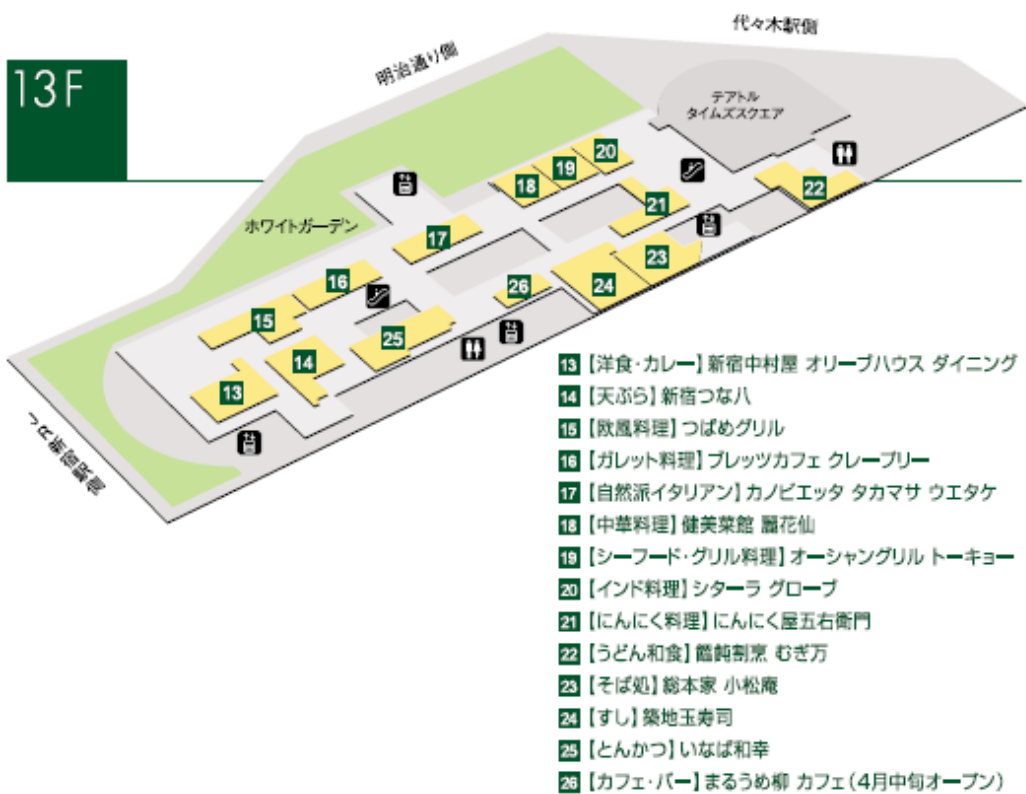 代々木駅側
明治通り側
13F
テアトル
タイムズスクエア
20
19
18
22
21
ホワイトガーデン
17
23
16
26
24
15
25
14
13
JR新宿駅側
13【洋食・カレー】新宿中村屋 オリーブハウス ダイニング
14【天ぷら】新宿つな八
15【欧風料理】つばめグリル
16【ガレット料理】ブレッツカフェ クレープリー
17【自然派イタリアン】カノビエッタ タカマサ ウエタケ
18【中華料理】健美菜館 麗花仙
19【シーフード・グリル料理】オーシャングリル トーキョー
20【インド料理】シターラ グローブ
21【にんにく料理】にんにく屋五右衛門
22【うどん和食】饂飩割烹 むぎ万
23【そば処】総本家 小松庵
24【すし】築地玉寿司
25【とんかつ】いなば和幸
26【カフェ・バー】まるうめ柳 カフェ(4月中旬オープン)